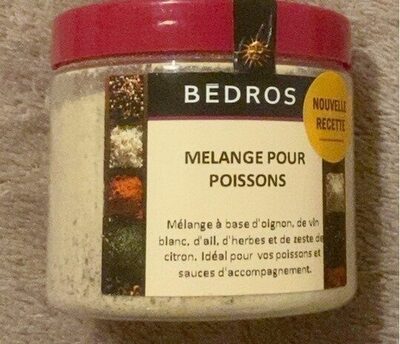 BEDROS
NOUVELLE
RECETTE
MELANGE POUR
POISSONS
Mélange à base d'oignon, de vin
blanc, d'ail, d'herbes et de zeste de
citron. Idéal pour vos poissons et
sauces d'accompagnement.